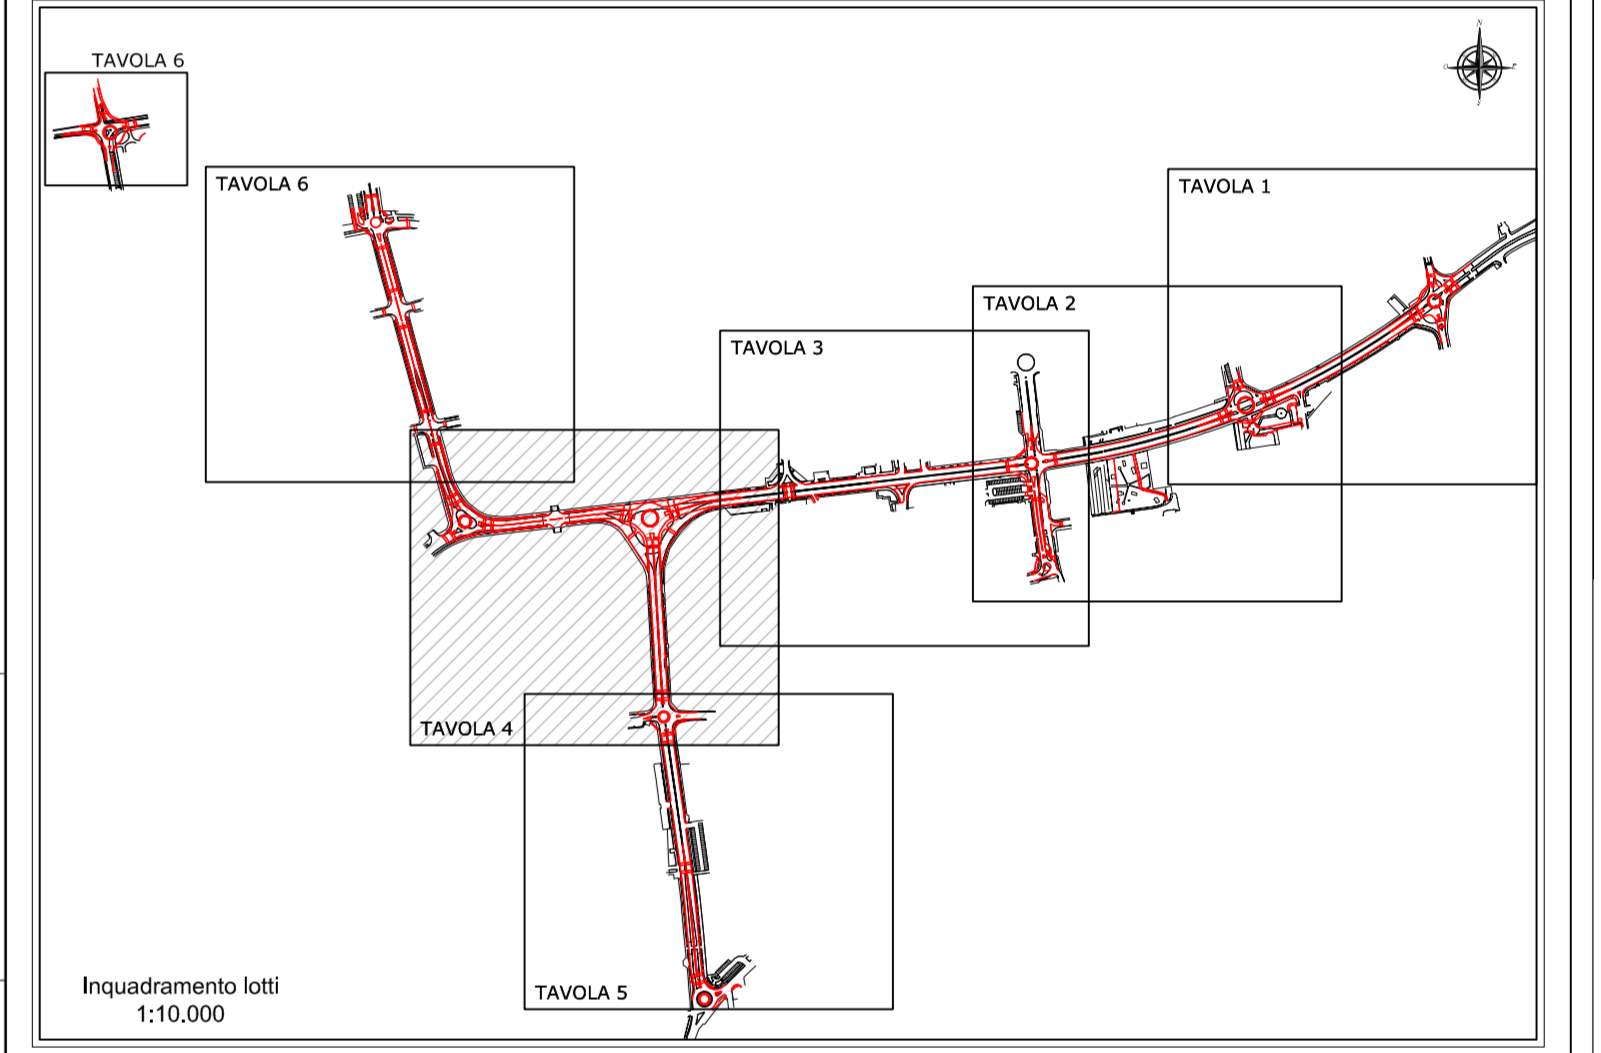 TAVOLA 6
N
O
E
S
TAVOLA 6
TAVOLA 1
TAVOLA 2
TAVOLA 3
TAVOLA 4
TAVOLA 5
Inquadramento lotti
1:10.000